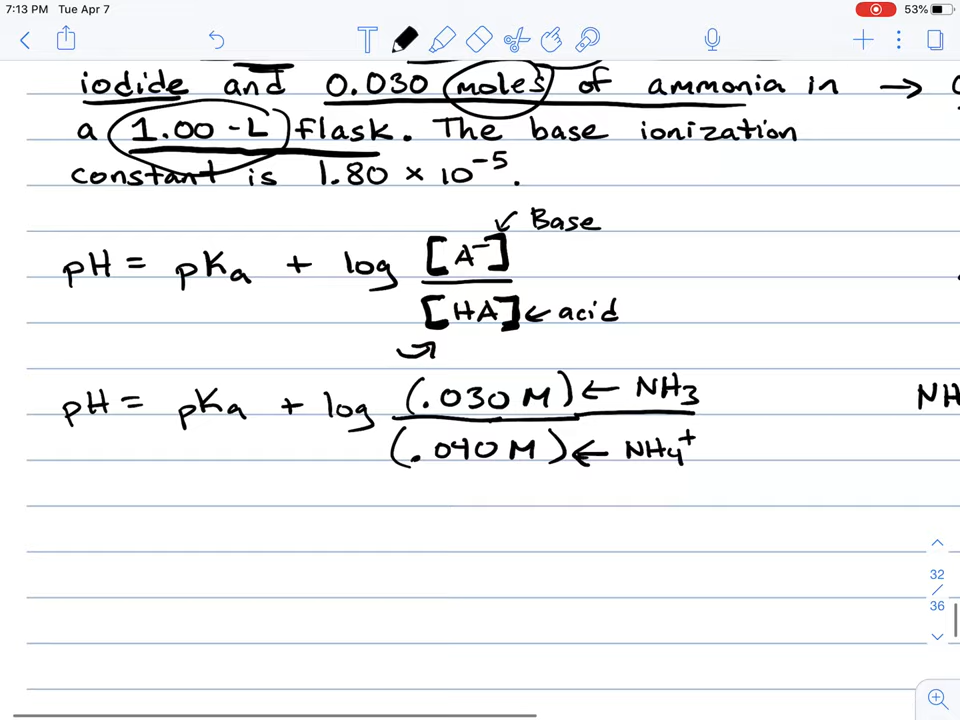 7:13 PM Tue Apr 7
53%
T
iodide and 0.030 moles of ammonia in →
a 1.00-L flask. The base ionization
constant is 1.80 × 10⁻⁵.
↙ Base
pH = pKa + log [A⁻]
[HA] ← acid
pH = pKa + log (.030 M) ← NH₃
(.040 M) ← NH₄⁺
NH
32
/
36